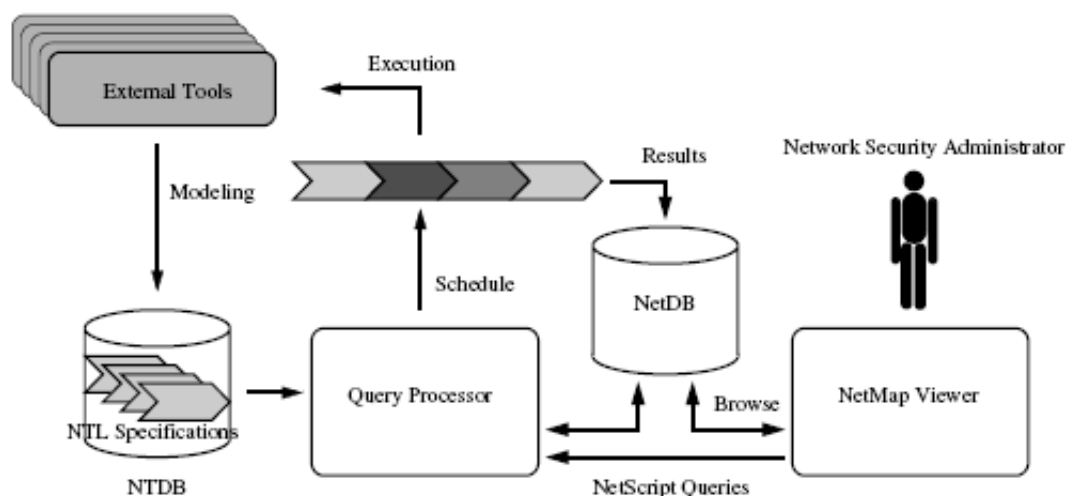 External Tools
Execution
Modeling
Results
Network Security Administrator
Schedule
NetDB
Query Processor
Browse
NetMap Viewer
NTL Specifications
NTDB
NetScript Queries